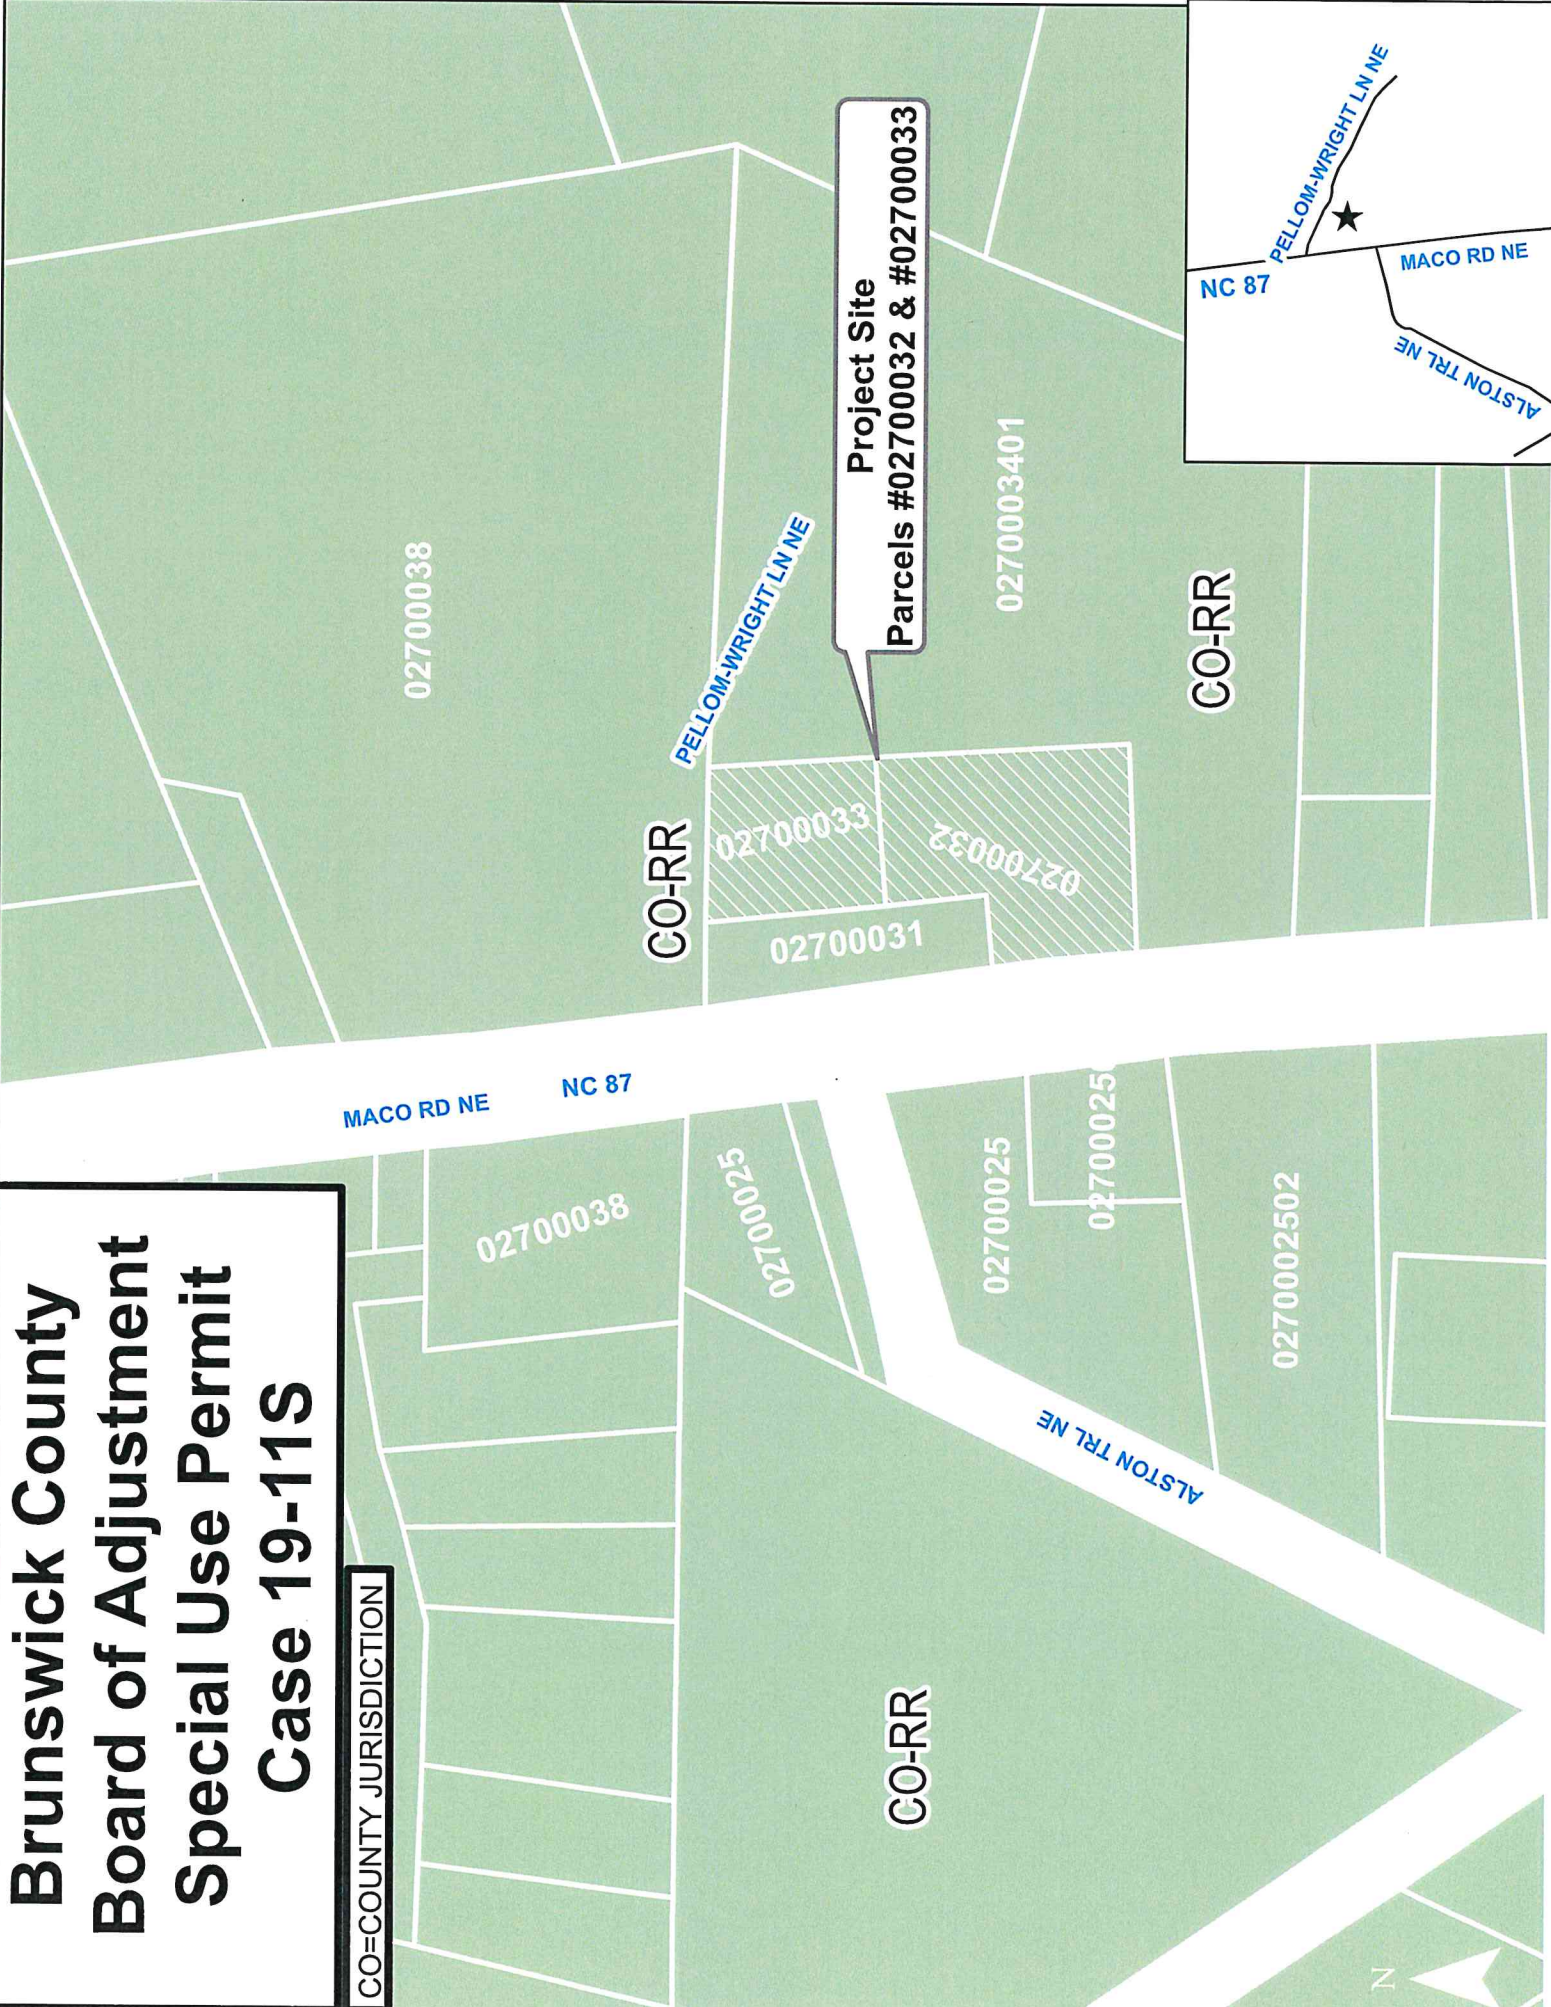 Brunswick County
Board of Adjustment
Special Use Permit
Case 19-11S
CO=COUNTY JURISDICTION
02700038
MACO RD NE
NC 87
02700038
CO-RR
PELLOM-WRIGHT LN NE
02700033
02700032
02700031
Project Site
Parcels #02700032 & #02700033
0270003401
CO-RR
02700025
02700025
0270002502
ALSTON TRL NE
CO-RR
N
NC 87
PELLOM-WRIGHT LN NE
MACO RD NE
ALSTON TRL NE